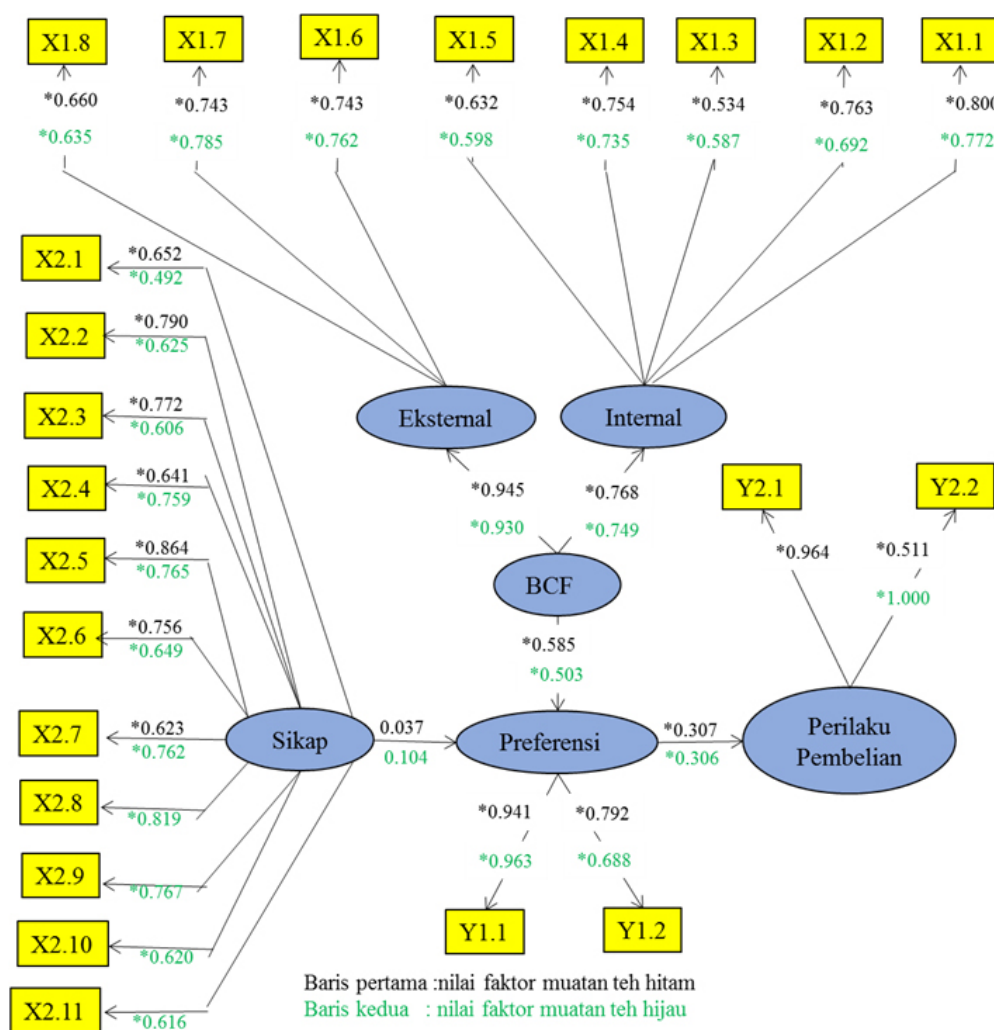 X1.8 X1.7 X1.6 X1.5 X1.4 X1.3 X1.2 X1.1
*0.660 *0.743 *0.743 *0.632 *0.754 *0.534 *0.763 *0.800
*0.635 *0.785 *0.762 *0.598 *0.735 *0.587 *0.692 *0.772
X2.1 *0.652
*0.492
X2.2 *0.790
*0.625
X2.3 *0.772
*0.606
Eksternal Internal
X2.4 *0.641
*0.759
*0.945 *0.768
Y2.1 Y2.2
*0.930 *0.749
X2.5 *0.864
*0.765
*0.964 *0.511
BCF
*1.000
X2.6 *0.756
*0.649
*0.585
*0.503
X2.7 *0.623
*0.762
Sikap 0.037
0.104
Preferensi *0.307
*0.306
Perilaku
Pembelian
X2.8 *0.819
*0.941 *0.792
*0.963 *0.688
X2.9 *0.767
X2.10 *0.620
Y1.1 Y1.2
X2.11 *0.616
Baris pertama :nilai faktor muatan teh hitam
Baris kedua : nilai faktor muatan teh hijau